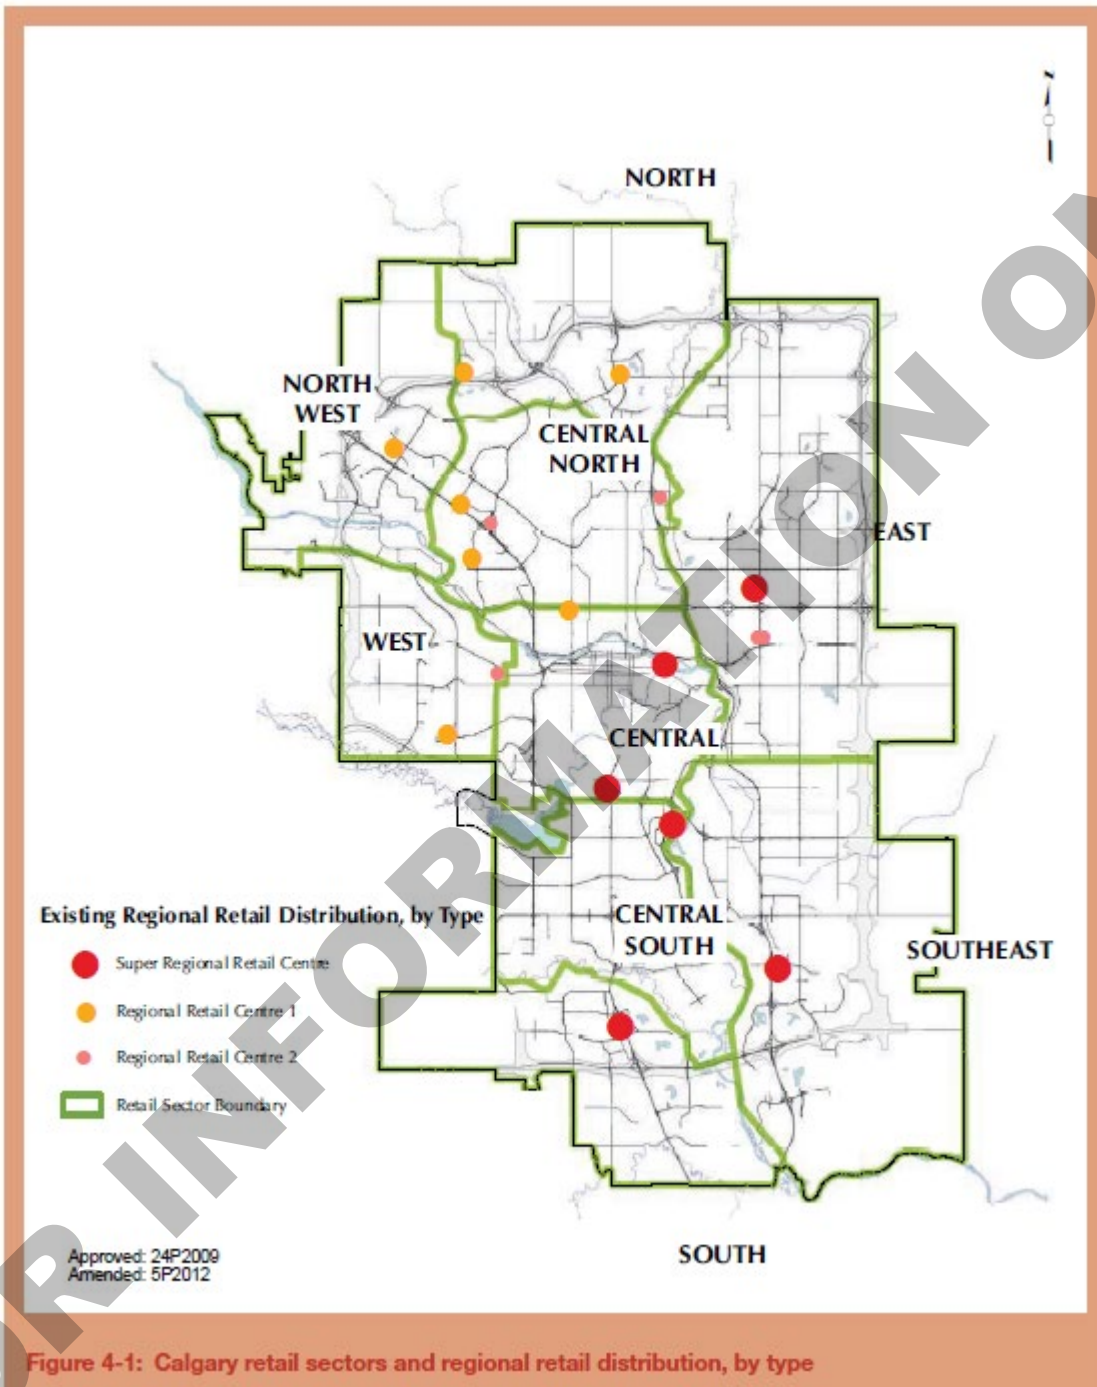 N
NORTH
NORTH
WEST
CENTRAL
NORTH
EAST
WEST
CENTRAL
CENTRAL
SOUTH
SOUTHEAST
Existing Regional Retail Distribution, by Type
Super Regional Retail Centre
Regional Retail Centre 1
Regional Retail Centre 2
Retail Sector Boundary
SOUTH
Approved: 24P2009
Amended: 5P2012
Figure 4-1: Calgary retail sectors and regional retail distribution, by type
OR INFORMATION ON